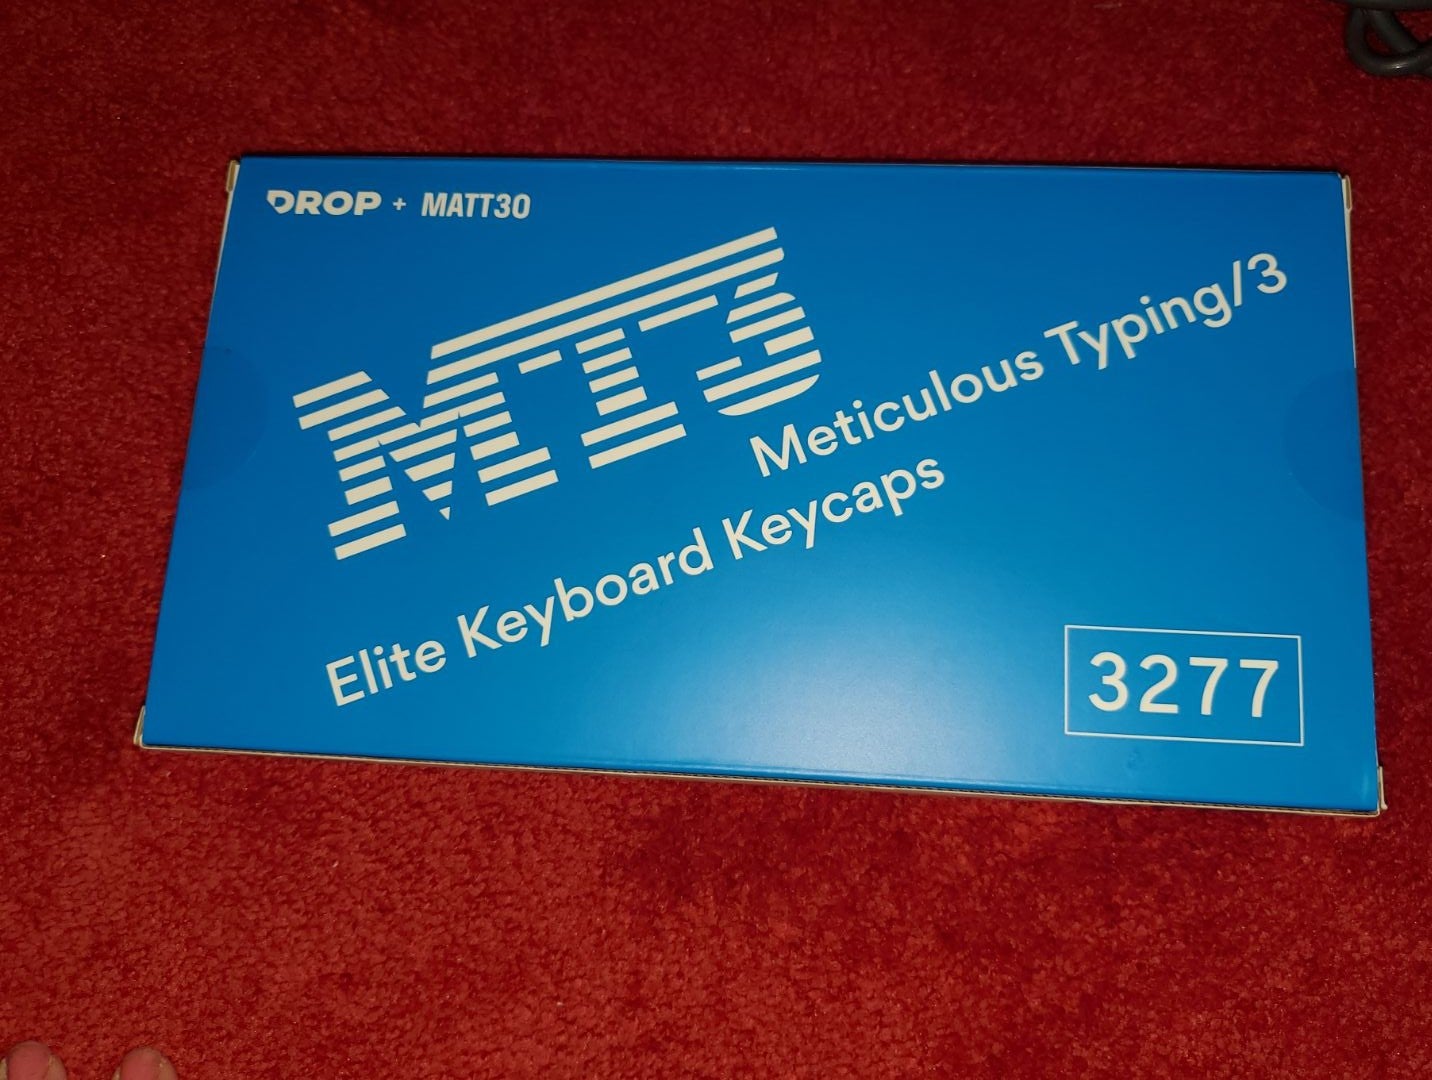 DROP + MATT30
MT3
Meticulous Typing/3
Elite Keyboard Keycaps
3277